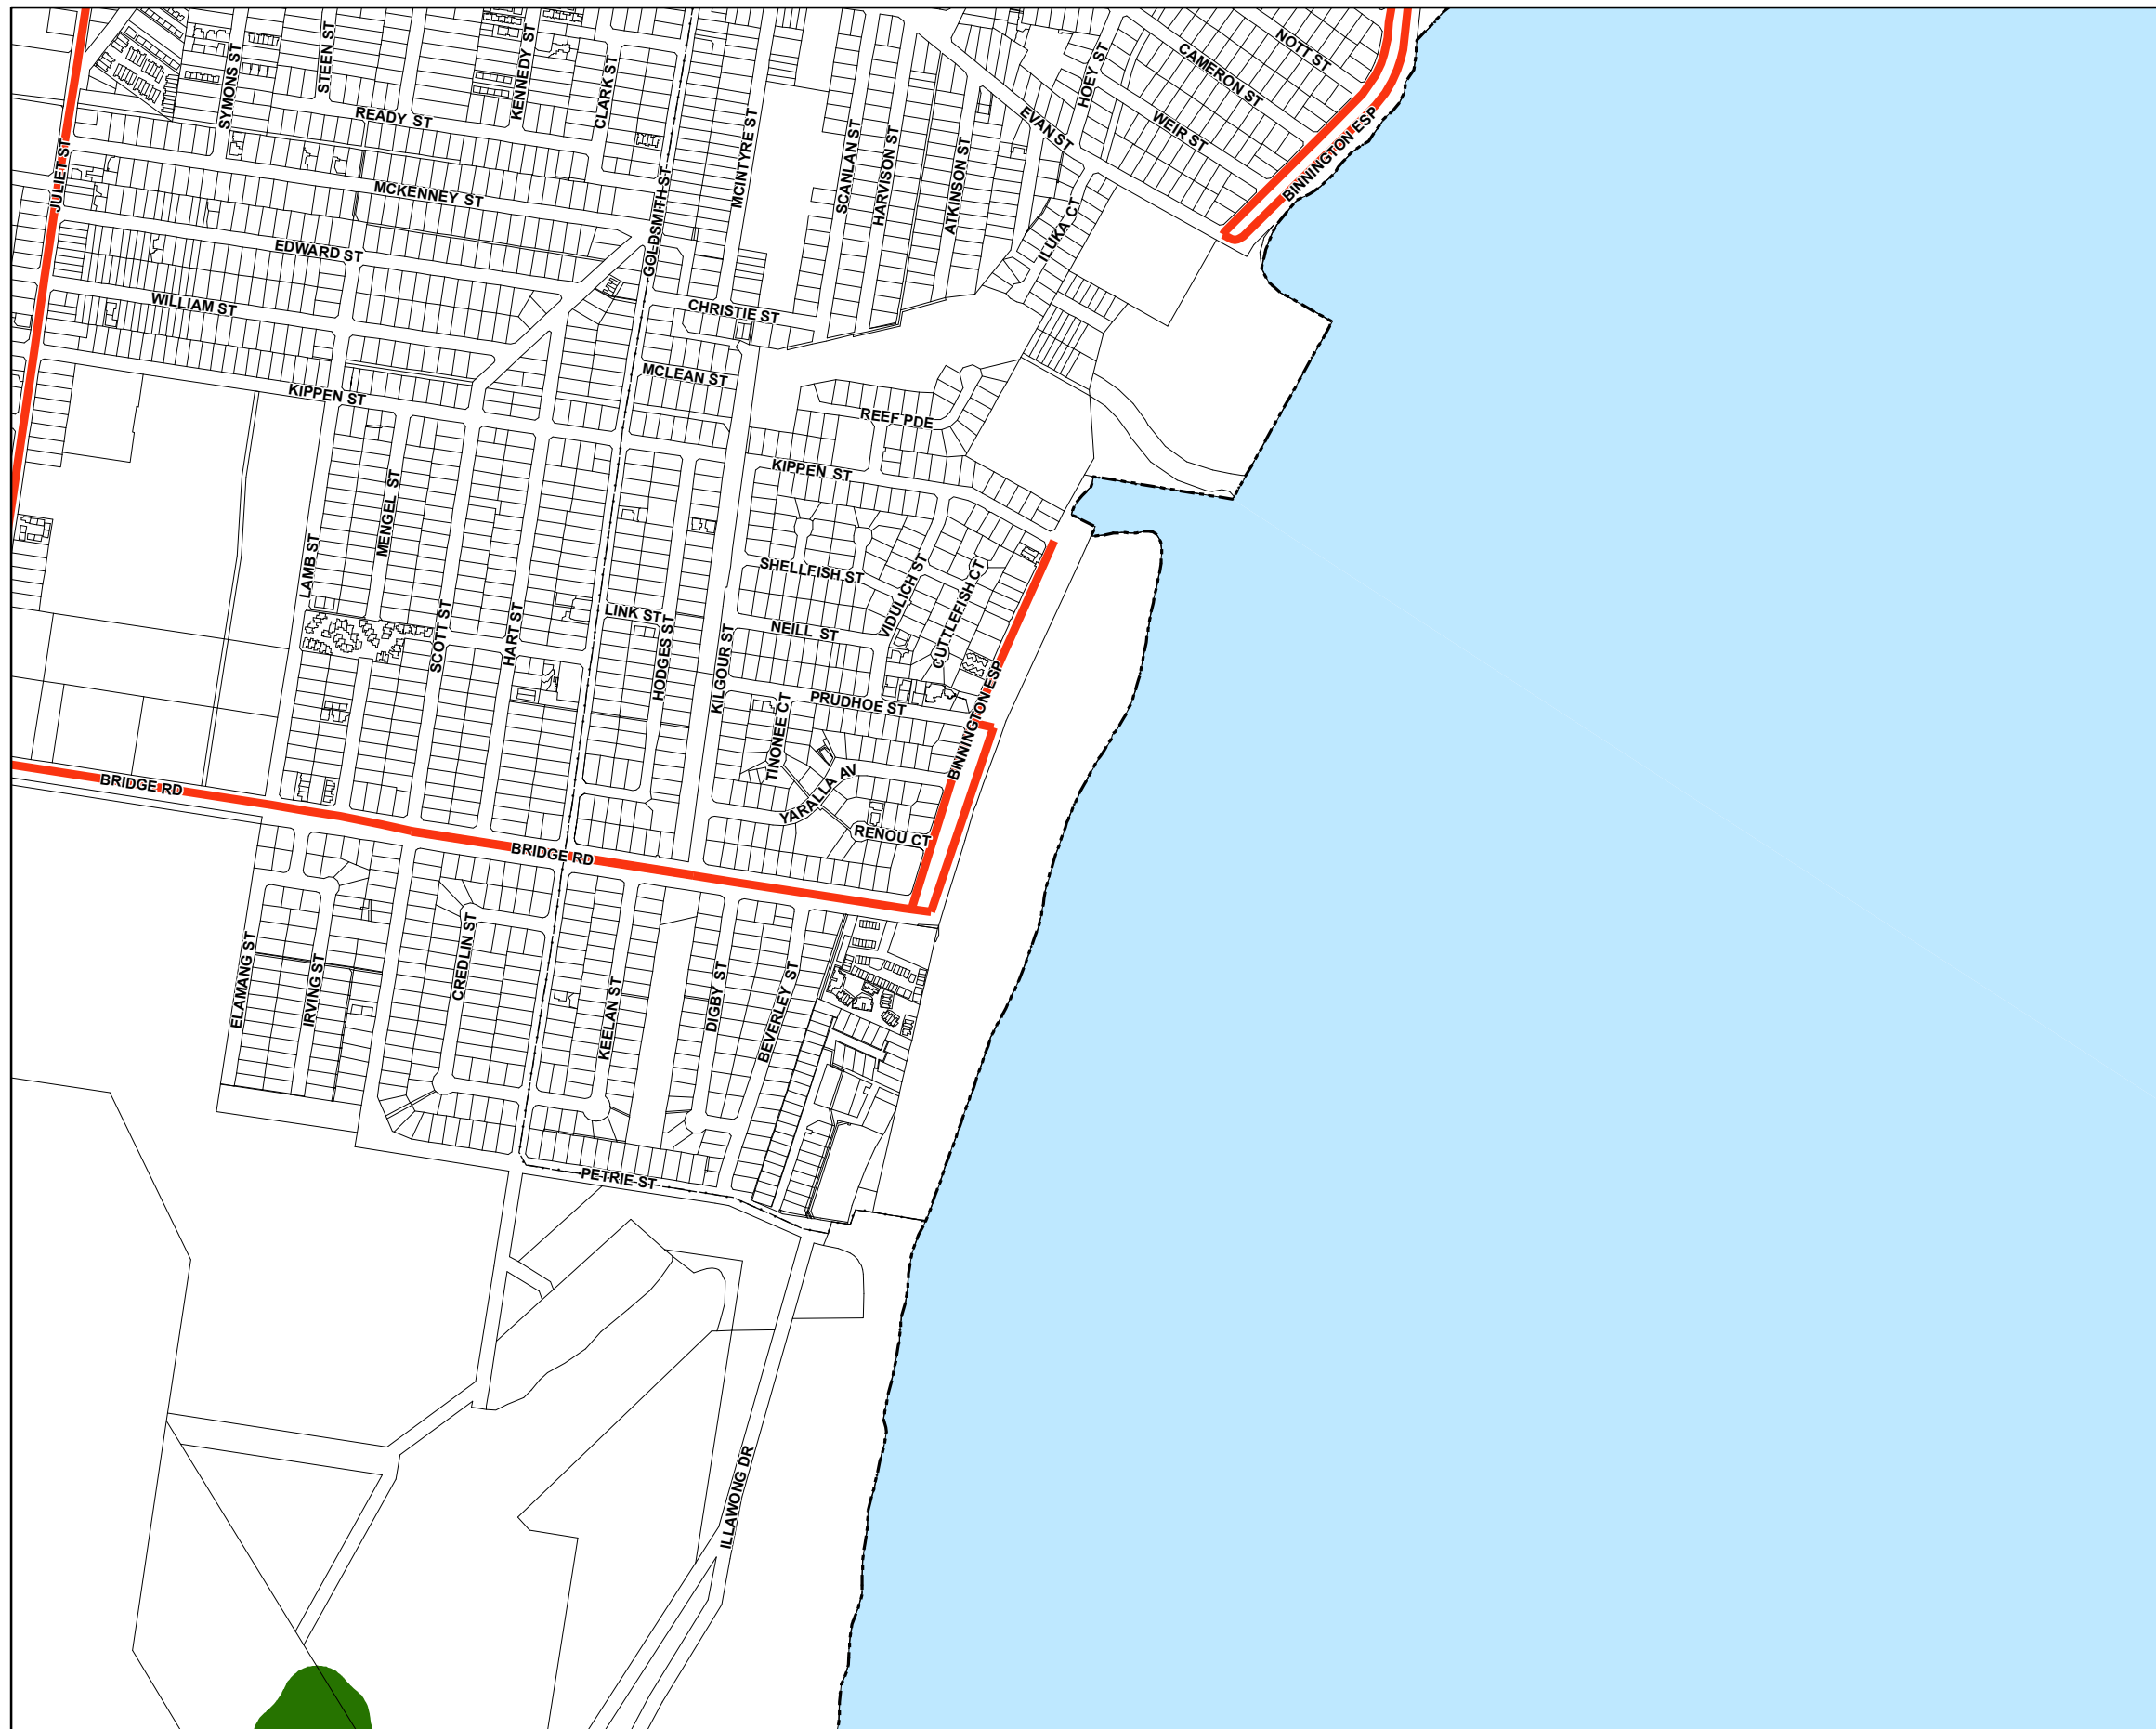 NOTT ST
CAMERON ST
HOEY ST
STEEN ST
SYMONS ST
KENNEDY ST
CLARK ST
READY ST
EVAN ST
WEIR ST
BINNINGTON ESP
MCINTYRE ST
SCANLAN ST
HARVISON ST
ATKINSON ST
JULIET ST
MCKENNEY ST
GOLDSMITH ST
ILUKA CT
EDWARD ST
WILLIAM ST
CHRISTIE ST
MCLEAN ST
KIPPEN ST
REEF PDE
KIPPEN ST
MENGEL ST
LAMB ST
SHELLFISH ST
VIDULICH ST
CUTTLEFISH CT
SCOTT ST
HART ST
LINK ST
HODGES ST
KILGOUR ST
NEILL ST
PRUDHOE ST
TINONEE CT
BINNINGTON ESP
YARALLA AV
BRIDGE RD
RENOU CT
BRIDGE RD
ELAMANG ST
IRVING ST
CREDLIN ST
KEELAN ST
DIGBY ST
BEVERLEY ST
PETRIE ST
ILLAWONG DR